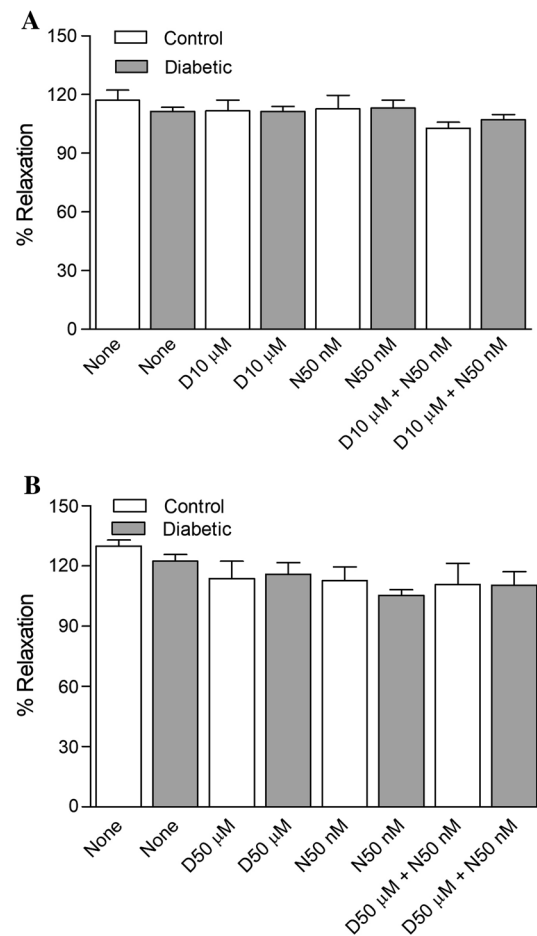 A
150
120
90
60
30
0
% Relaxation
Control
Diabetic
None
None
D10 µM
D10 µM
N50 nM
N50 nM
D10 µM + N50 nM
D10 µM + N50 nM
B
150
120
90
60
30
0
% Relaxation
Control
Diabetic
None
None
D50 µM
D50 µM
N50 nM
N50 nM
D50 µM + N50 nM
D50 µM + N50 nM